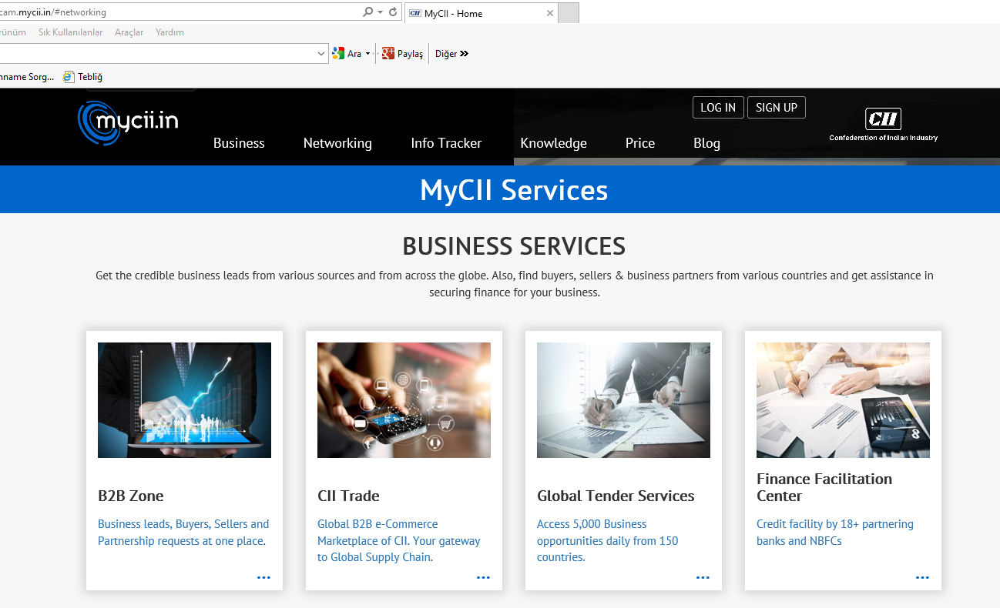 cam.mycii.in/#networking
MyCII - Home
Sık Kullanılanlar Araçlar Yardım
Ara Paylaş Diğer
Sorg... Tebliğ
mycii.in
LOG IN SIGN UP
CII
Confederation of Indian Industry
Business Networking Info Tracker Knowledge Price Blog
MyCII Services
BUSINESS SERVICES
Get the credible business leads from various sources and from across the globe. Also, find buyers, sellers & business partners from various countries and get assistance in
securing finance for your business.
B2B Zone
Business leads, Buyers, Sellers and
Partnership requests at one place.
...
CII Trade
Global B2B e-Commerce
Marketplace of CII. Your gateway
to Global Supply Chain.
...
Global Tender Services
Access 5,000 Business
opportunities daily from 150
countries.
...
Finance Facilitation
Center
Credit facility by 18+ partnering
banks and NBFCs
...